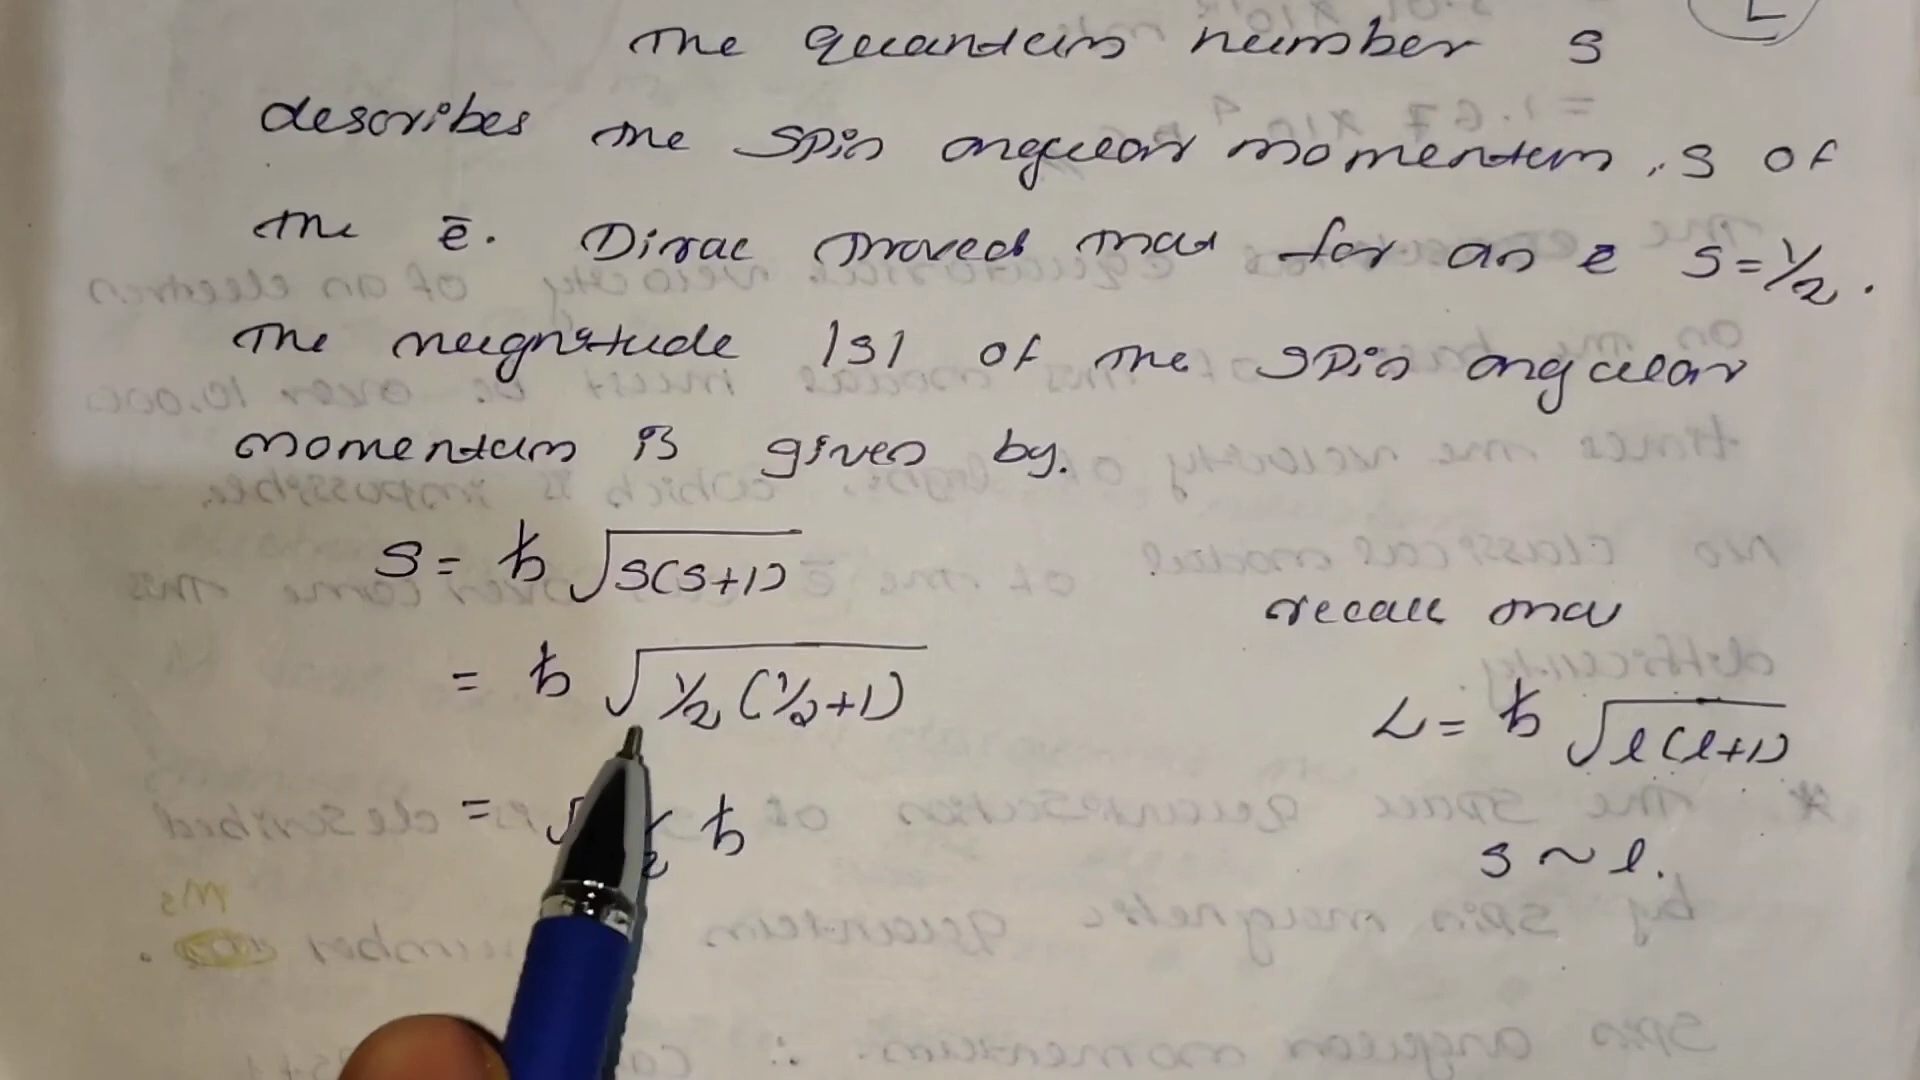 The quantum number s
describes the spin angular momentum, s of
the ē. Dirac proved that for an e s = 1/2.
The magnitude |s| of the spin angular
momentum is given by.
S = ħ √s(s+1)
= ħ √1/2 (1/2+1)
= √ 2 ħ
recall that
L = ħ √l(l+1)
s ~ l.